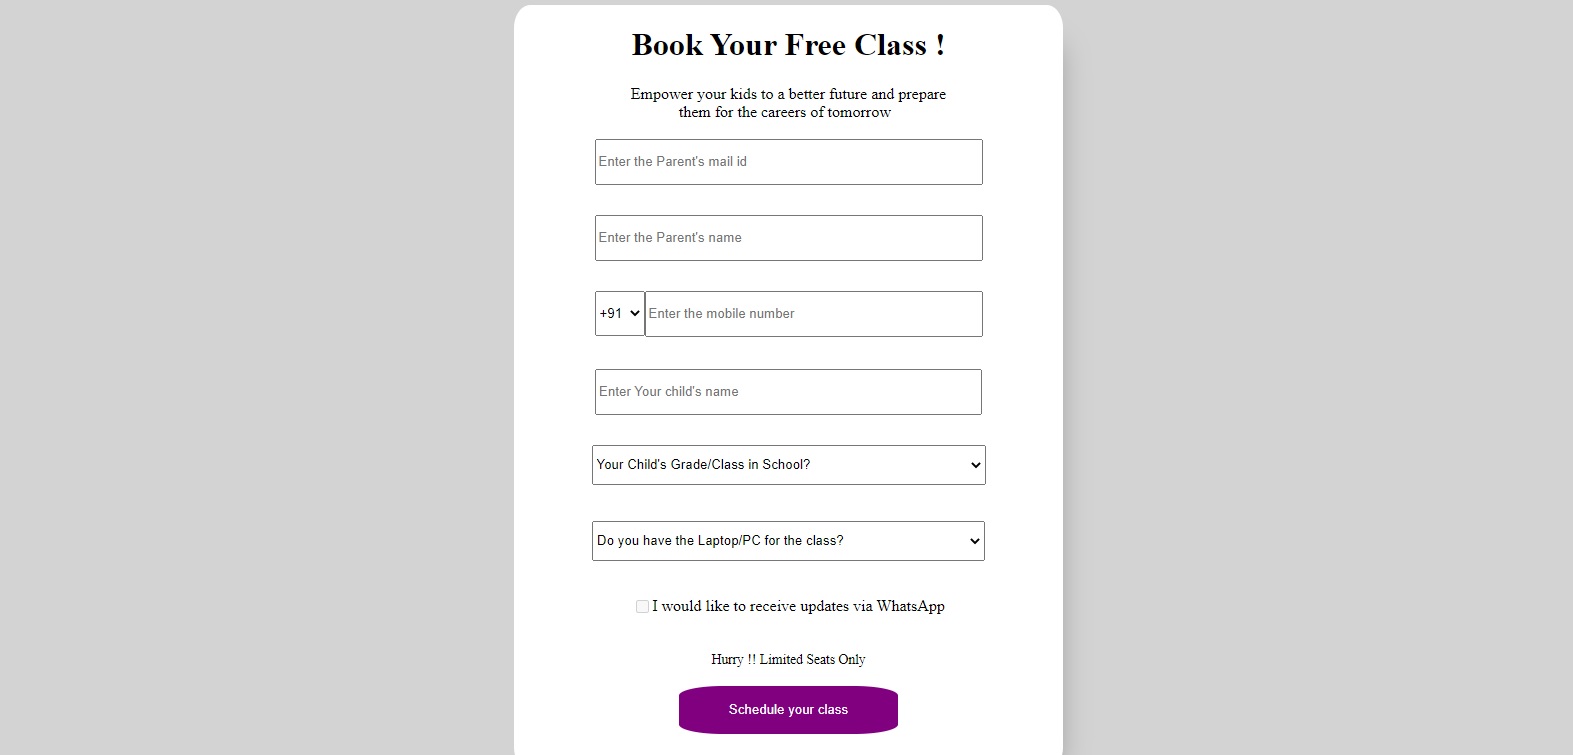 Book Your Free Class !
Empower your kids to a better future and prepare
them for the careers of tomorrow
Enter the Parent's mail id
Enter the Parent's name
+91 Enter the mobile number
Enter Your child's name
Your Child's Grade/Class in School?
Do you have the Laptop/PC for the class?
I would like to receive updates via WhatsApp
Hurry !! Limited Seats Only
Schedule your class